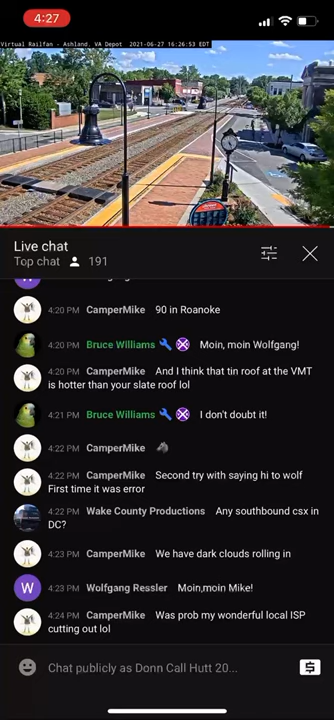 4:27
Virtual Railfan - Ashland, VA Depot 2021-06-27 16:26:53 EDT
Live chat
Top chat 191
4:20 PM CamperMike 90 in Roanoke
4:20 PM Bruce Williams Moin, moin Wolfgang!
4:20 PM CamperMike And I think that tin roof at the VMT
is hotter than your slate roof lol
4:21 PM Bruce Williams I don't doubt it!
4:22 PM CamperMike
4:22 PM CamperMike Second try with saying hi to wolf
First time it was error
4:22 PM Wake County Productions Any southbound csx in
DC?
4:23 PM CamperMike We have dark clouds rolling in
W 4:23 PM Wolfgang Ressler Moin,moin Mike!
4:24 PM CamperMike Was prob my wonderful local ISP
cutting out lol
Chat publicly as Donn Call Hutt 20...